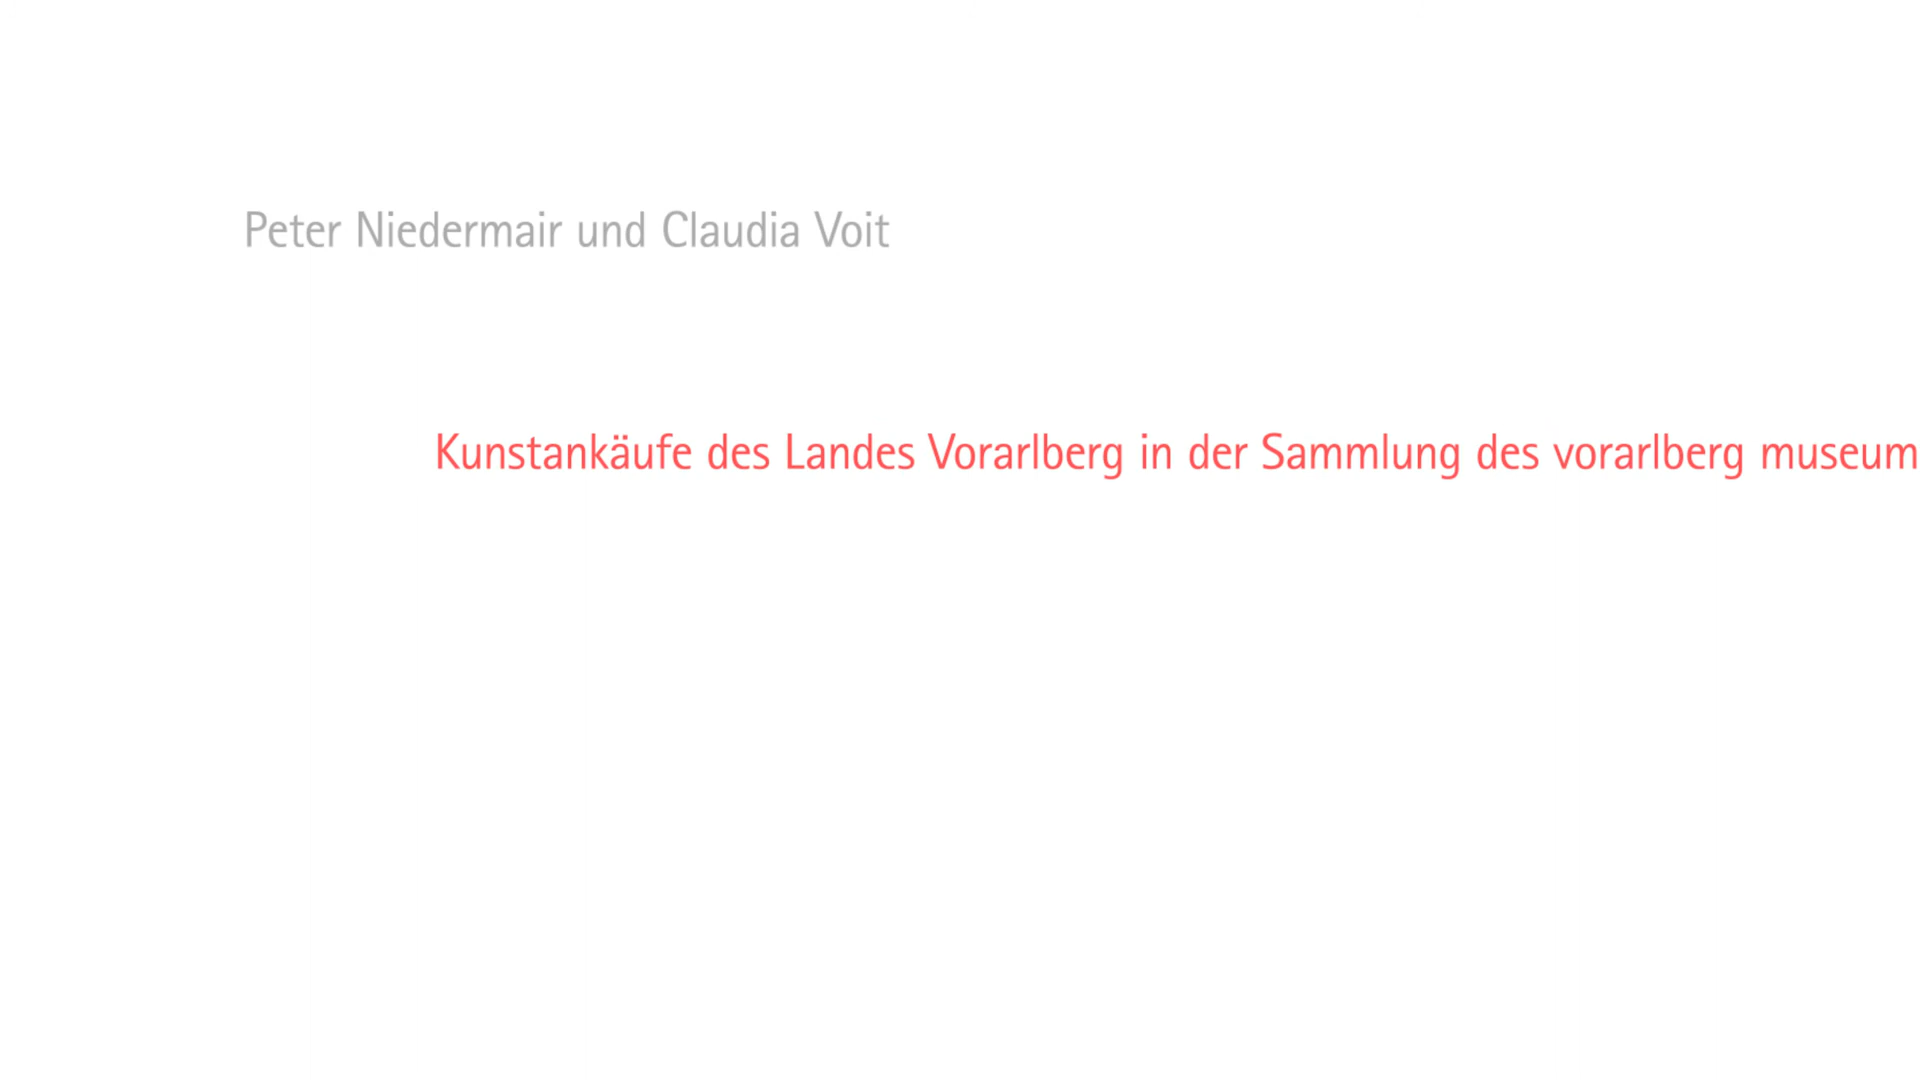 Peter Niedermair und Claudia Voit
Kunstankäufe des Landes Vorarlberg in der Sammlung des vorarlberg museum